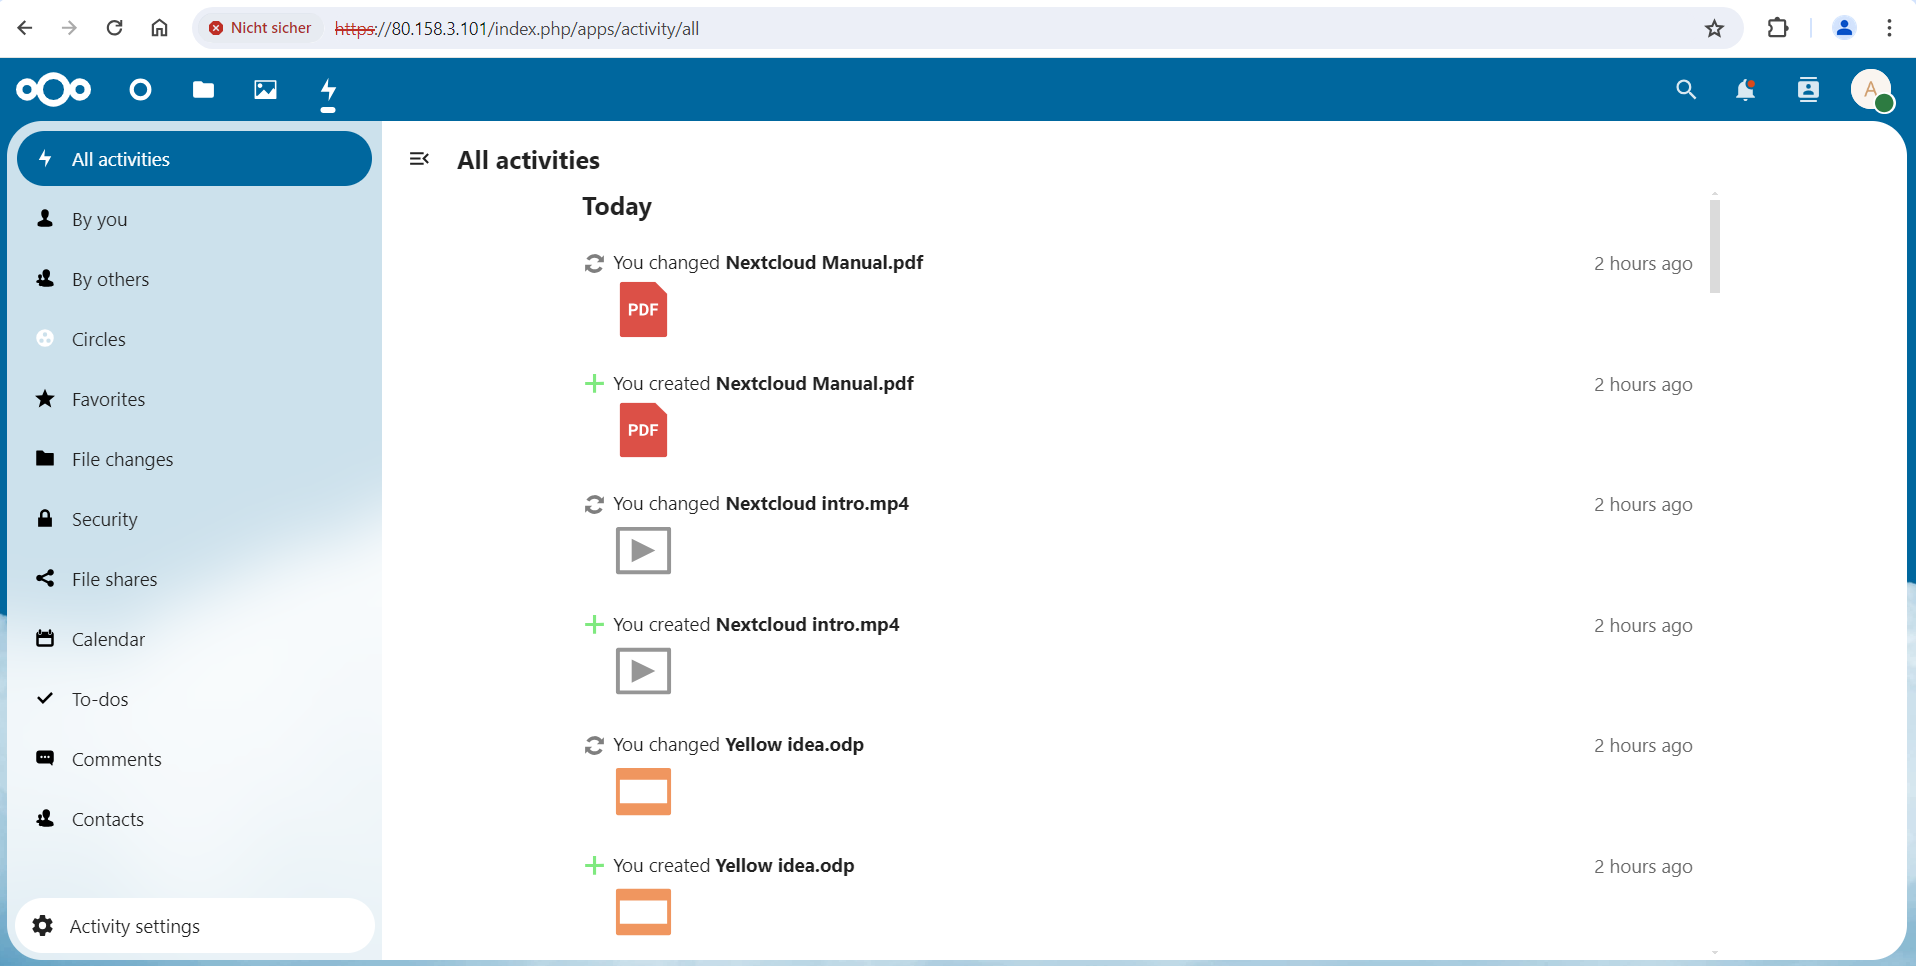 Nicht sicher https://80.158.3.101/index.php/apps/activity/all
A
All activities
By you
By others
Circles
Favorites
File changes
Security
File shares
Calendar
To-dos
Comments
Contacts
Activity settings
All activities
Today
You changed Nextcloud Manual.pdf 2 hours ago
PDF
You created Nextcloud Manual.pdf 2 hours ago
PDF
You changed Nextcloud intro.mp4 2 hours ago
You created Nextcloud intro.mp4 2 hours ago
You changed Yellow idea.odp 2 hours ago
You created Yellow idea.odp 2 hours ago